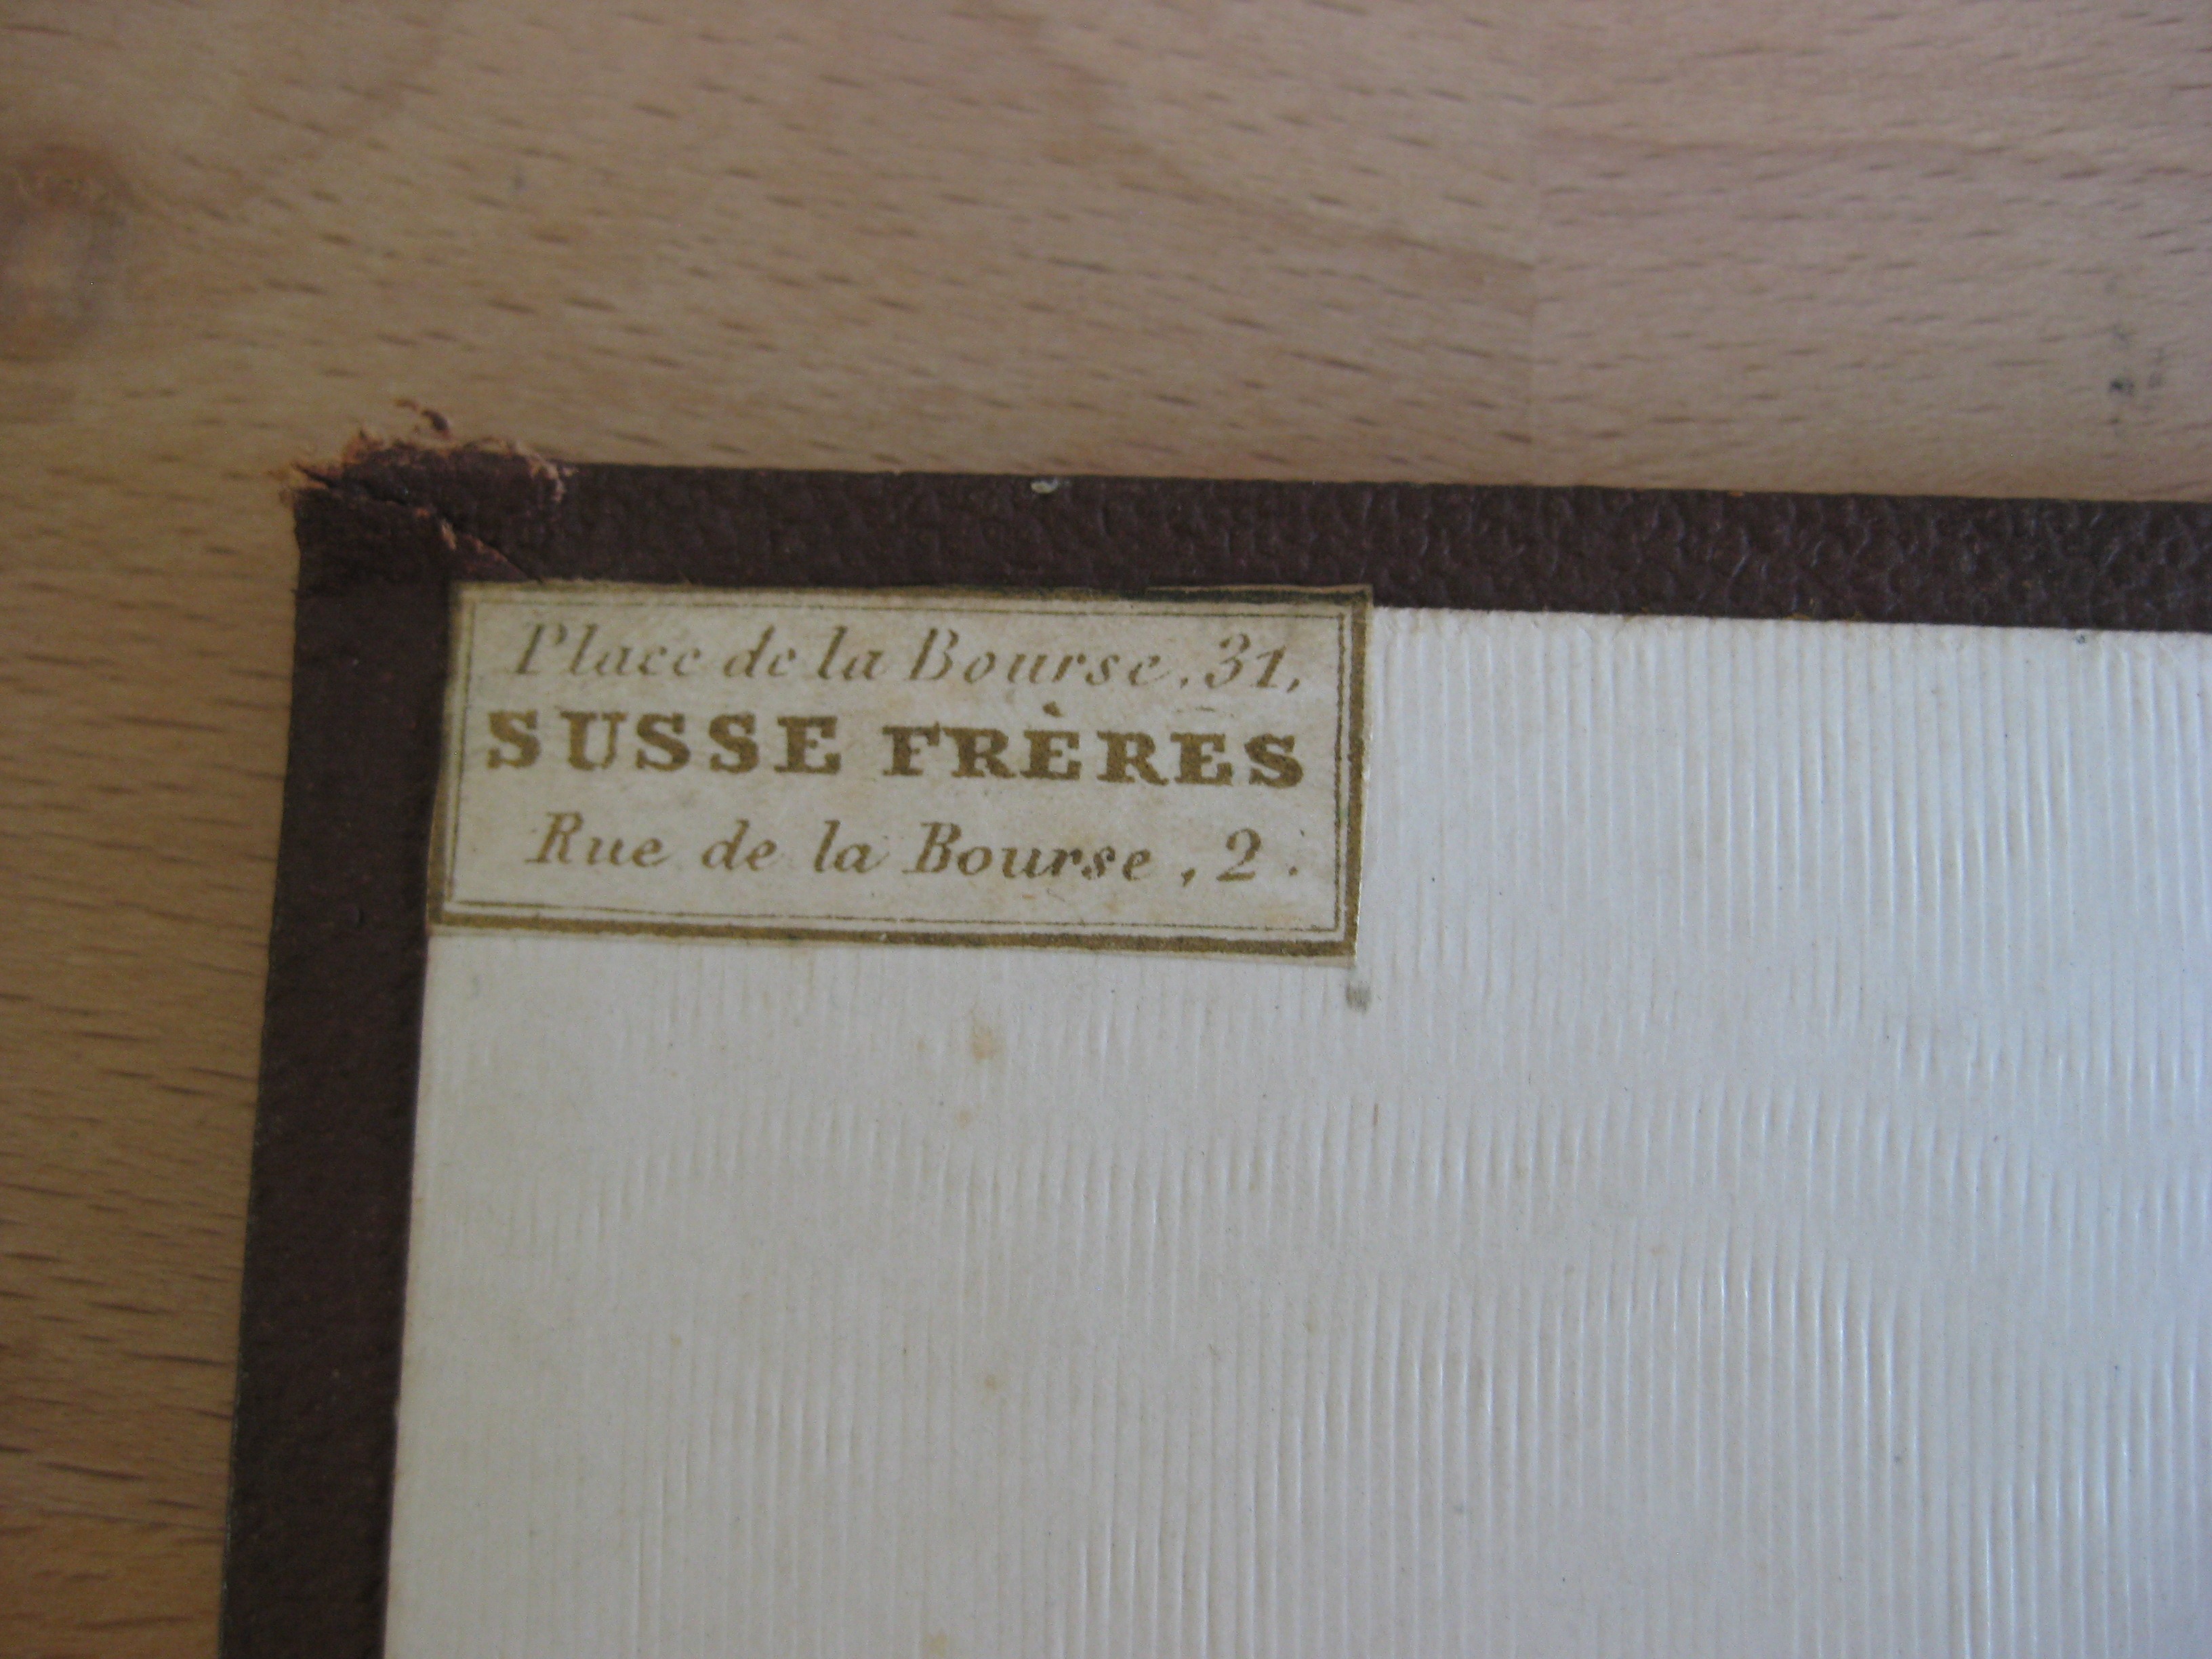 Place de la Bourse, 31,
SUSSE FRÈRES
Rue de la Bourse, 2.